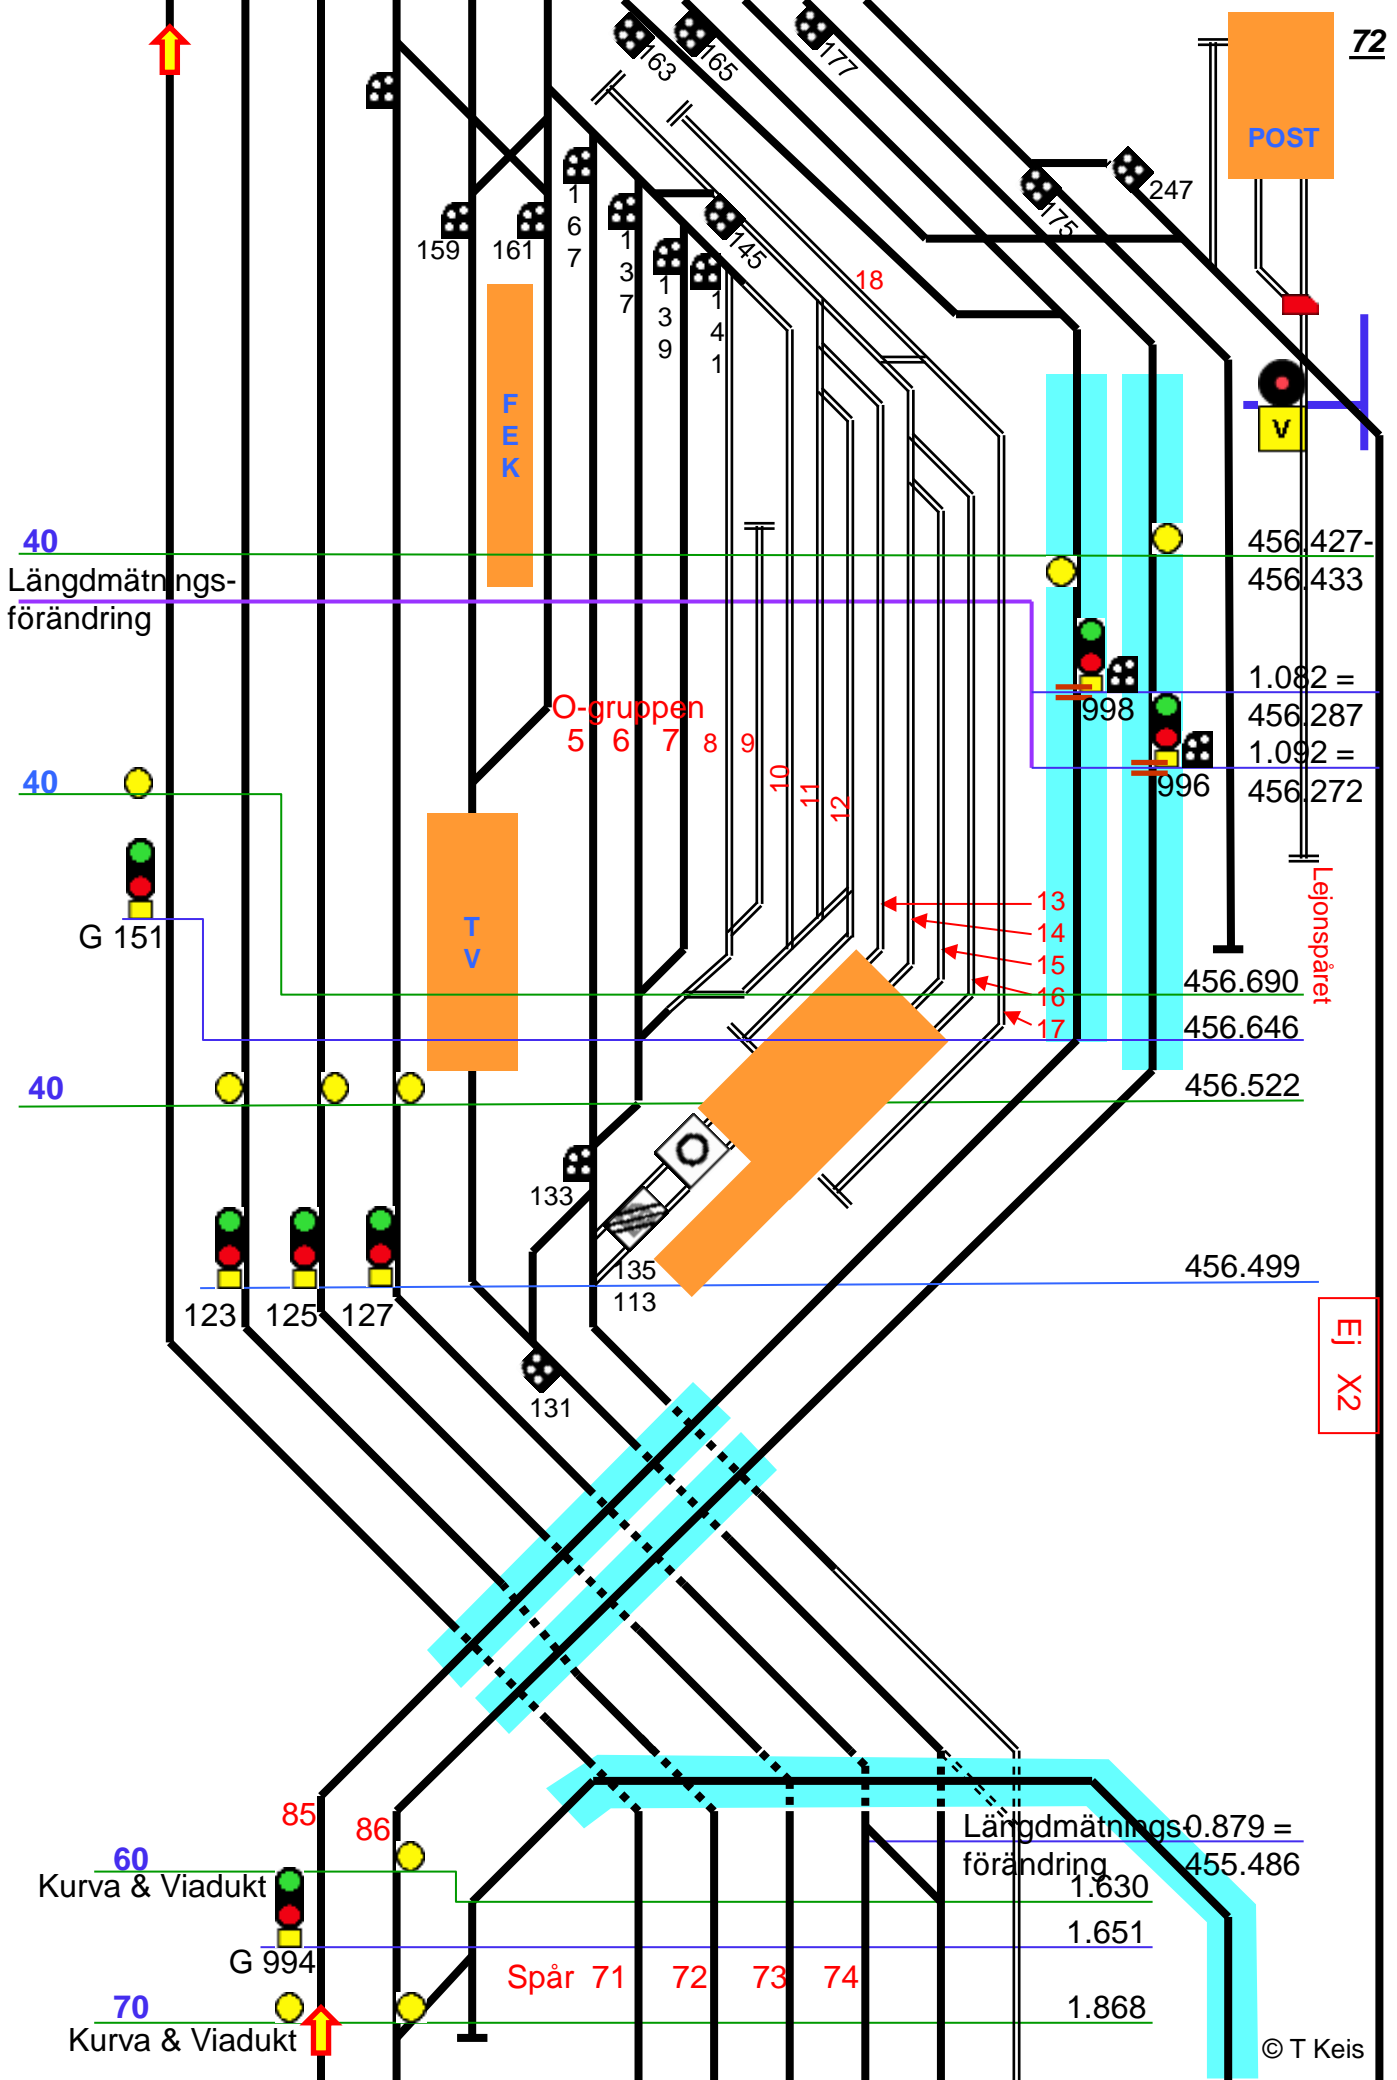 72
163
165
177
POST
247
175
159
161
1
6
7
1
3
7
1
3
9
1
4
1
145
18
F
E
K
V
40
456.427-
Längdmätnings-
förändring
456.433
1.082 =
998
456.287
O-gruppen
5 6 7 8 9
10
11
12
1.092 =
996
456.272
40
Lejonspåret
13
14
15
16
17
G 151
T
V
456.690
456.646
40
456.522
133
135
113
456.499
123 125 127
Ej X2
131
85
86
Längdmätnings-
förändring
0.879 =
455.486
60
Kurva & Viadukt
1.630
1.651
G 994
Spår 71 72 73 74
70
Kurva & Viadukt
1.868
© T Keis